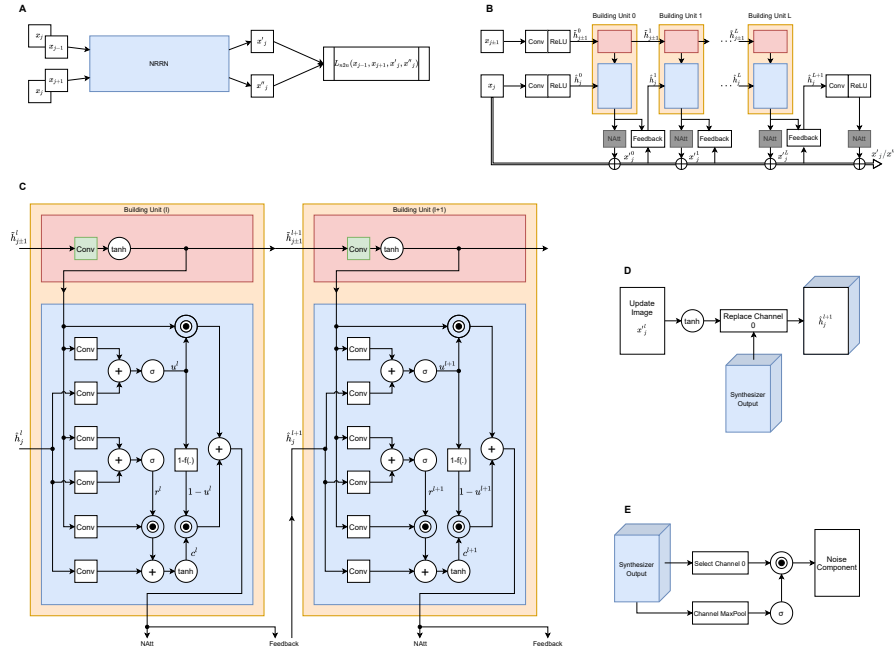 A
x_j
x_{j-1}
x_j
x_{j+1}
NRRN
x'_j
x''_j
L_{n2n}(x_{j-1}, x_{j+1}, x'_j, x''_j)
B
Building Unit 0
Building Unit 1
Building Unit L
x_{j±1}
Conv
ReLU
h̃^0_{j±1}
h̃^1_{j±1}
h̃^L_{j±1}
x_j
Conv
ReLU
ĥ^0_j
ĥ^1_j
ĥ^L_j
ĥ^{L+1}_j
Conv
ReLU
NAtt
Feedback
NAtt
Feedback
NAtt
Feedback
NAtt
x'^0_j
x'^1_j
x'^L_j
C
Building Unit (l)
Building Unit (l+1)
h̃^l_{j±1}
Conv
tanh
h̃^{l+1}_{j±1}
Conv
tanh
Conv
Conv
+
σ
u^l
Conv
Conv
+
σ
u^{l+1}
ĥ^l_j
Conv
Conv
+
σ
1-f(.)
+
r^l
1 − u^l
ĥ^{l+1}_j
Conv
Conv
+
σ
1-f(.)
+
r^{l+1}
1 − u^{l+1}
Conv
c^l
Conv
+
tanh
Conv
c^{l+1}
Conv
+
tanh
NAtt
Feedback
NAtt
Feedback
D
Update
Image
x'^l_j
tanh
Replace Channel
0
ĥ^{l+1}_j
Synthesizer
Output
E
Synthesizer
Output
Select Channel 0
Channel MaxPool
σ
Noise
Component